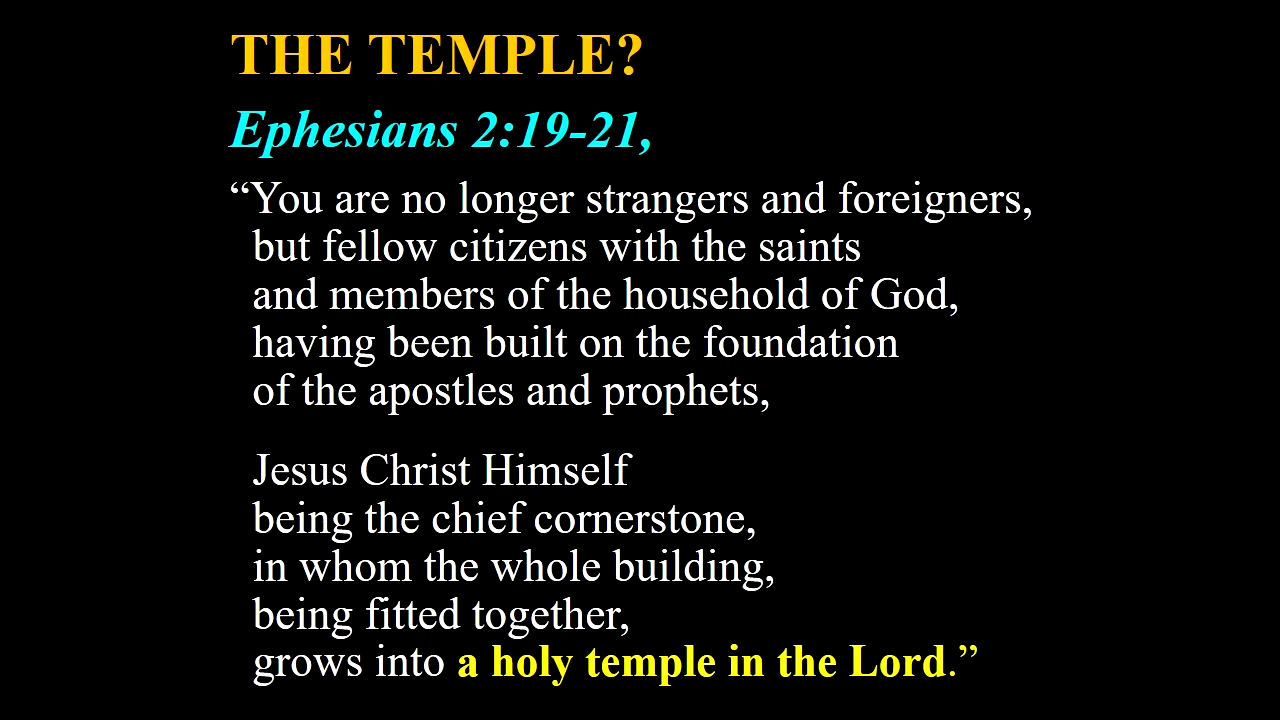 THE TEMPLE?
Ephesians 2:19-21,
“You are no longer strangers and foreigners,
but fellow citizens with the saints
and members of the household of God,
having been built on the foundation
of the apostles and prophets,
Jesus Christ Himself
being the chief cornerstone,
in whom the whole building,
being fitted together,
grows into a holy temple in the Lord.”